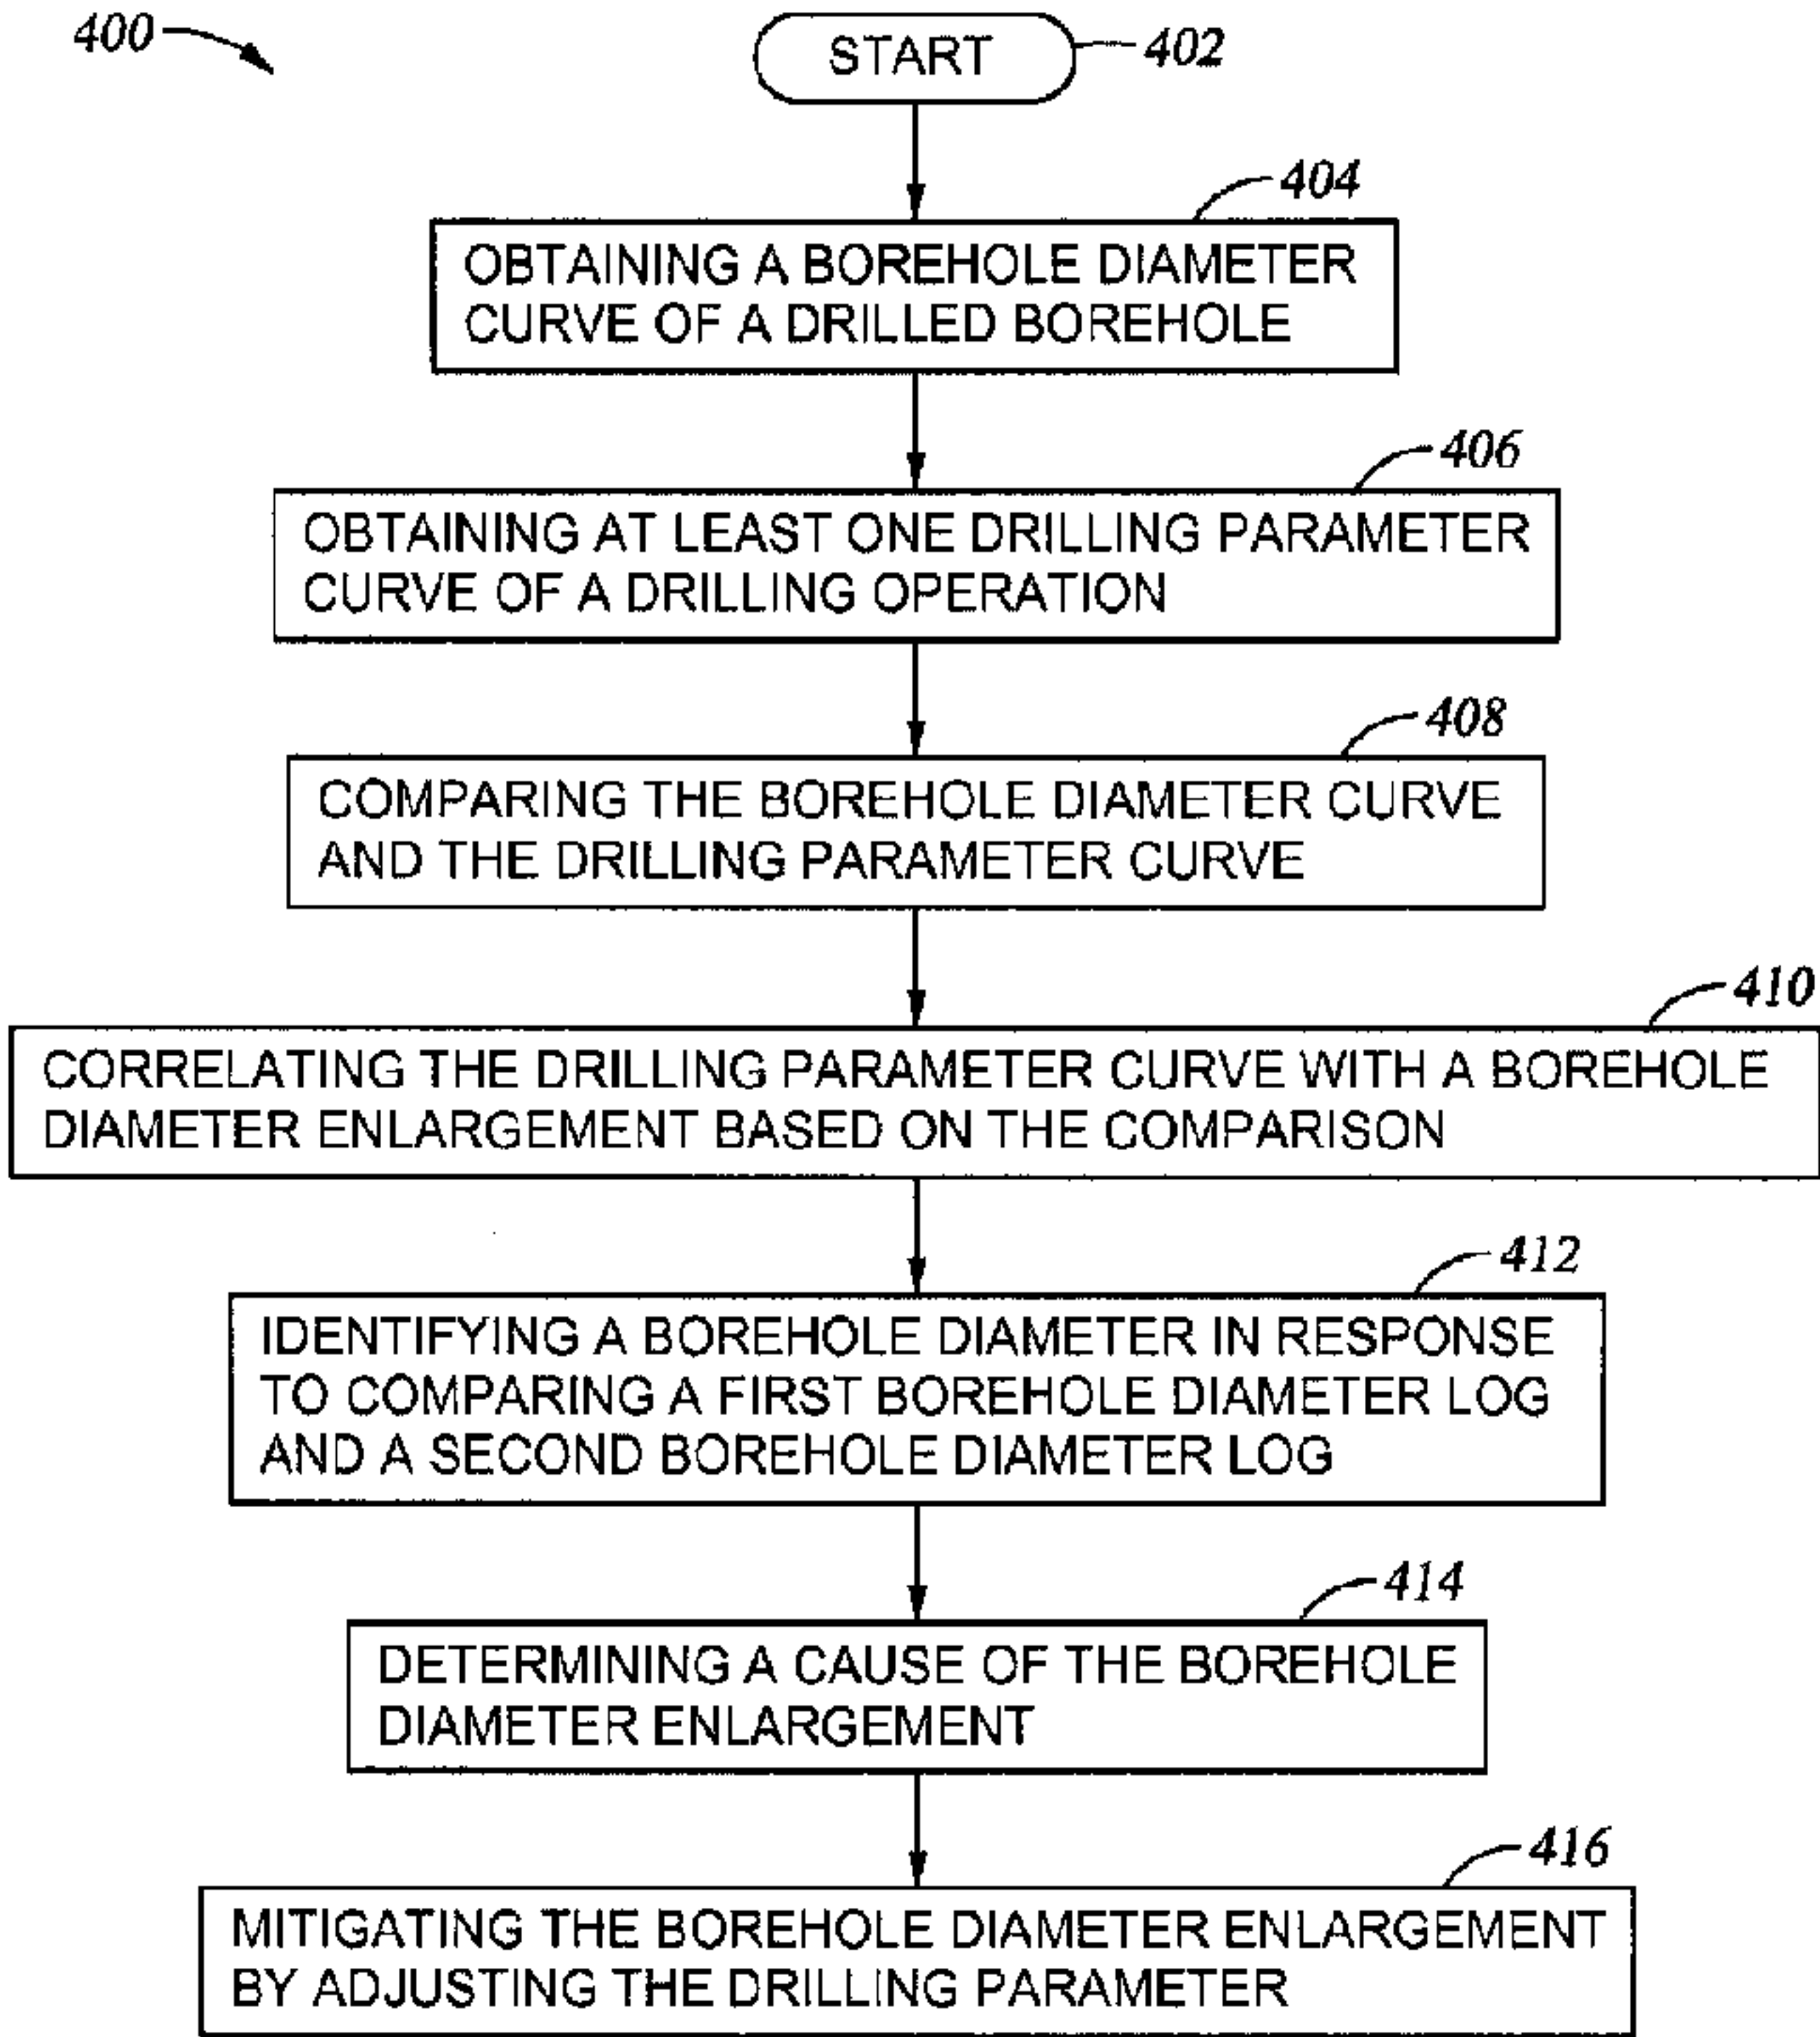 400
START
402
404
OBTAINING A BOREHOLE DIAMETER
CURVE OF A DRILLED BOREHOLE
406
OBTAINING AT LEAST ONE DRILLING PARAMETER
CURVE OF A DRILLING OPERATION
408
COMPARING THE BOREHOLE DIAMETER CURVE
AND THE DRILLING PARAMETER CURVE
410
CORRELATING THE DRILLING PARAMETER CURVE WITH A BOREHOLE
DIAMETER ENLARGEMENT BASED ON THE COMPARISON
412
IDENTIFYING A BOREHOLE DIAMETER IN RESPONSE
TO COMPARING A FIRST BOREHOLE DIAMETER LOG
AND A SECOND BOREHOLE DIAMETER LOG
414
DETERMINING A CAUSE OF THE BOREHOLE
DIAMETER ENLARGEMENT
416
MITIGATING THE BOREHOLE DIAMETER ENLARGEMENT
BY ADJUSTING THE DRILLING PARAMETER